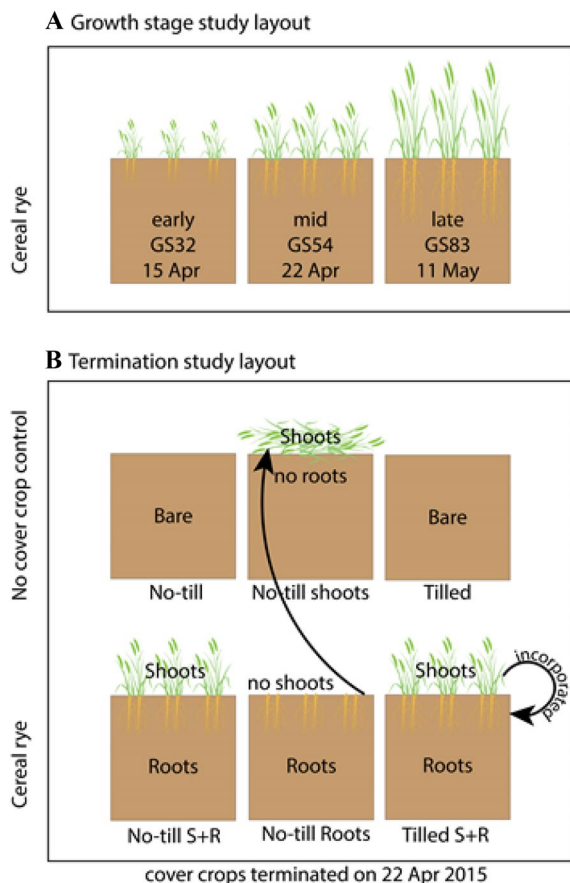 A Growth stage study layout
Cereal rye
early
GS32
15 Apr
mid
GS54
22 Apr
late
GS83
11 May
B Termination study layout
No cover crop control
Shoots
no roots
Bare
Bare
No-till
No-till shoots
Tilled
Cereal rye
Shoots
no shoots
Shoots
incorporated
Roots
Roots
Roots
No-till S+R
No-till Roots
Tilled S+R
cover crops terminated on 22 Apr 2015